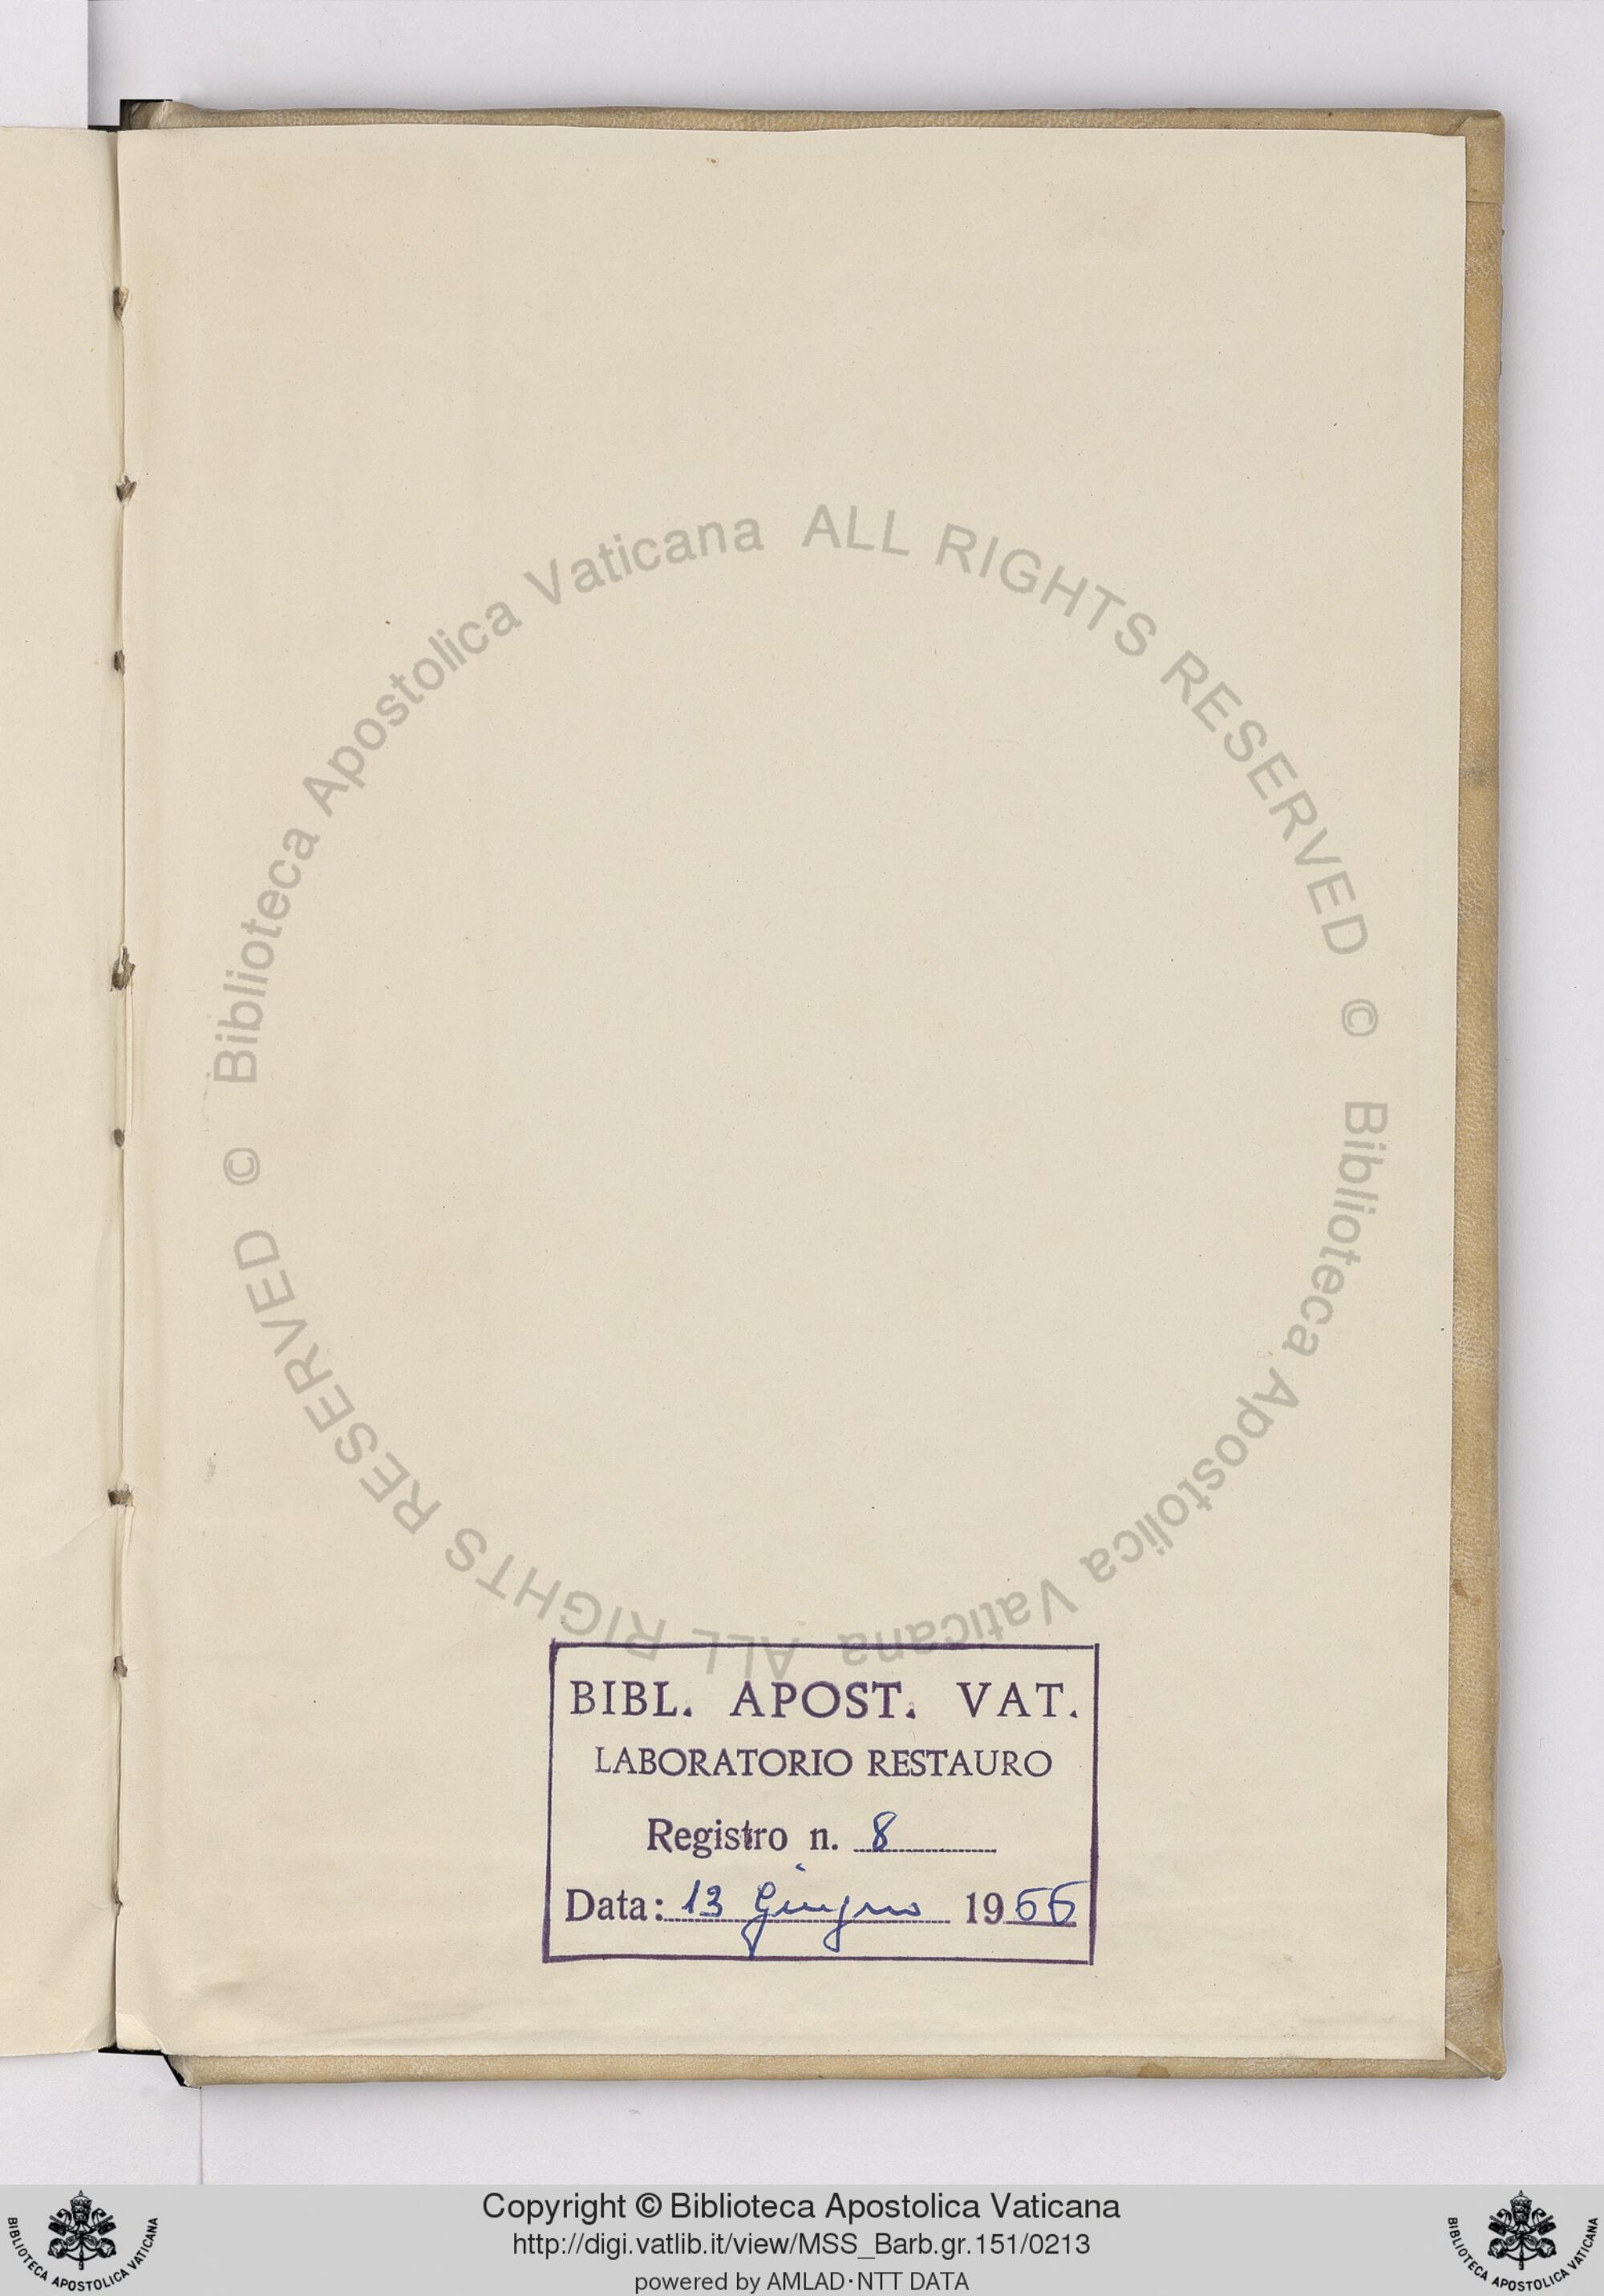 © Biblioteca Apostolica Vaticana ALL RIGHTS RESERVED © Biblioteca Apostolica Vaticana ALL RIGHTS RESERVED
BIBL. APOST. VAT.
LABORATORIO RESTAURO
Registro n. 8
Data: 13 Giugno 1966
Copyright © Biblioteca Apostolica Vaticana
http://digi.vatlib.it/view/MSS_Barb.gr.151/0213
powered by AMLAD·NTT DATA
BIBLIOTECA APOSTOLICA VATICANA
BIBLIOTECA APOSTOLICA VATICANA